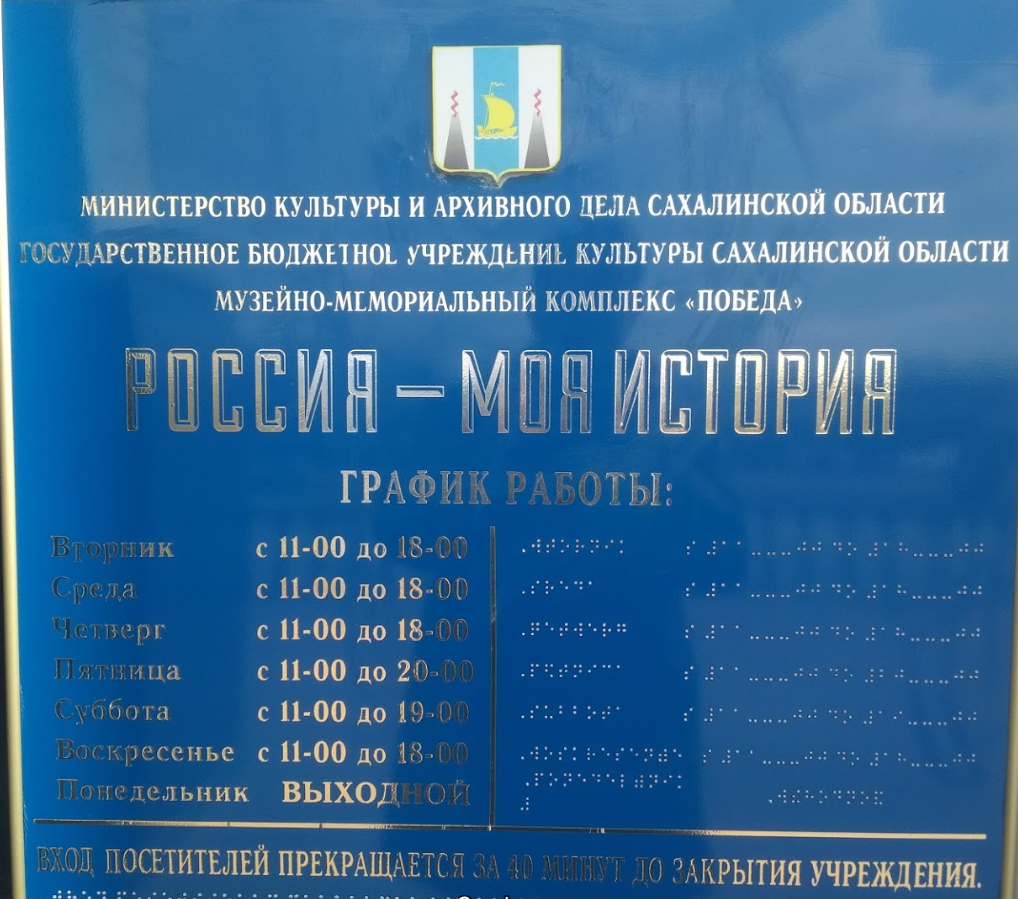 МИНИСТЕРСТВО КУЛЬТУРЫ И АРХИВНОГО ДЕЛА САХАЛИНСКОЙ ОБЛАСТИ
ГОСУДАРСТВЕННОЕ БЮДЖЕТНОЕ УЧРЕЖДЕНИЕ КУЛЬТУРЫ САХАЛИНСКОЙ ОБЛАСТИ
МУЗЕЙНО-МЕМОРИАЛЬНЫЙ КОМПЛЕКС «ПОБЕДА»
РОССИЯ – МОЯ ИСТОРИЯ
ГРАФИК РАБОТЫ:
Вторник с 11-00 до 18-00
Среда с 11-00 до 18-00
Четверг с 11-00 до 18-00
Пятница с 11-00 до 20-00
Суббота с 11-00 до 19-00
Воскресенье с 11-00 до 18-00
Понедельник ВЫХОДНОЙ
ВХОД ПОСЕТИТЕЛЕЙ ПРЕКРАЩАЕТСЯ ЗА 40 МИНУТ ДО ЗАКРЫТИЯ УЧРЕЖДЕНИЯ.